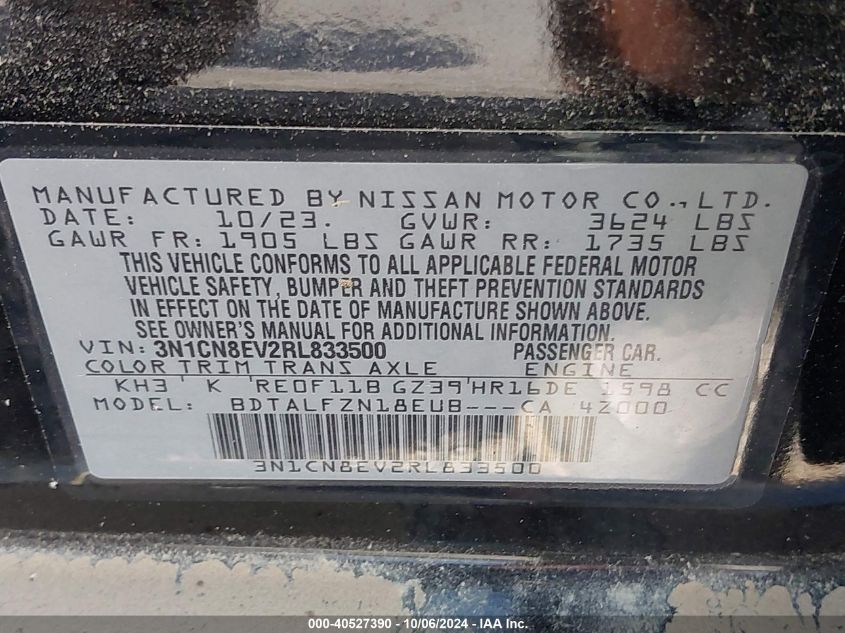 MANUFACTURED BY NISSAN MOTOR CO., LTD.
DATE: 10/23. GVWR: 3624 LBS
GAWR FR: 1905 LBS GAWR RR: 1735 LBS
THIS VEHICLE CONFORMS TO ALL APPLICABLE FEDERAL MOTOR
VEHICLE SAFETY, BUMPER AND THEFT PREVENTION STANDARDS
IN EFFECT ON THE DATE OF MANUFACTURE SHOWN ABOVE.
SEE OWNER'S MANUAL FOR ADDITIONAL INFORMATION
VIN: 3N1CN8EV2RL833500 PASSENGER CAR.
COLOR TRIM TRANS AXLE ENGINE
KH3 K RE0F11B GZ39 HR16DE 1598 CC
MODEL: BDTALFZN18EUB---CA 4Z000
3N1CN8EV2RL833500
000-40527390 - 10/06/2024 - IAA Inc.